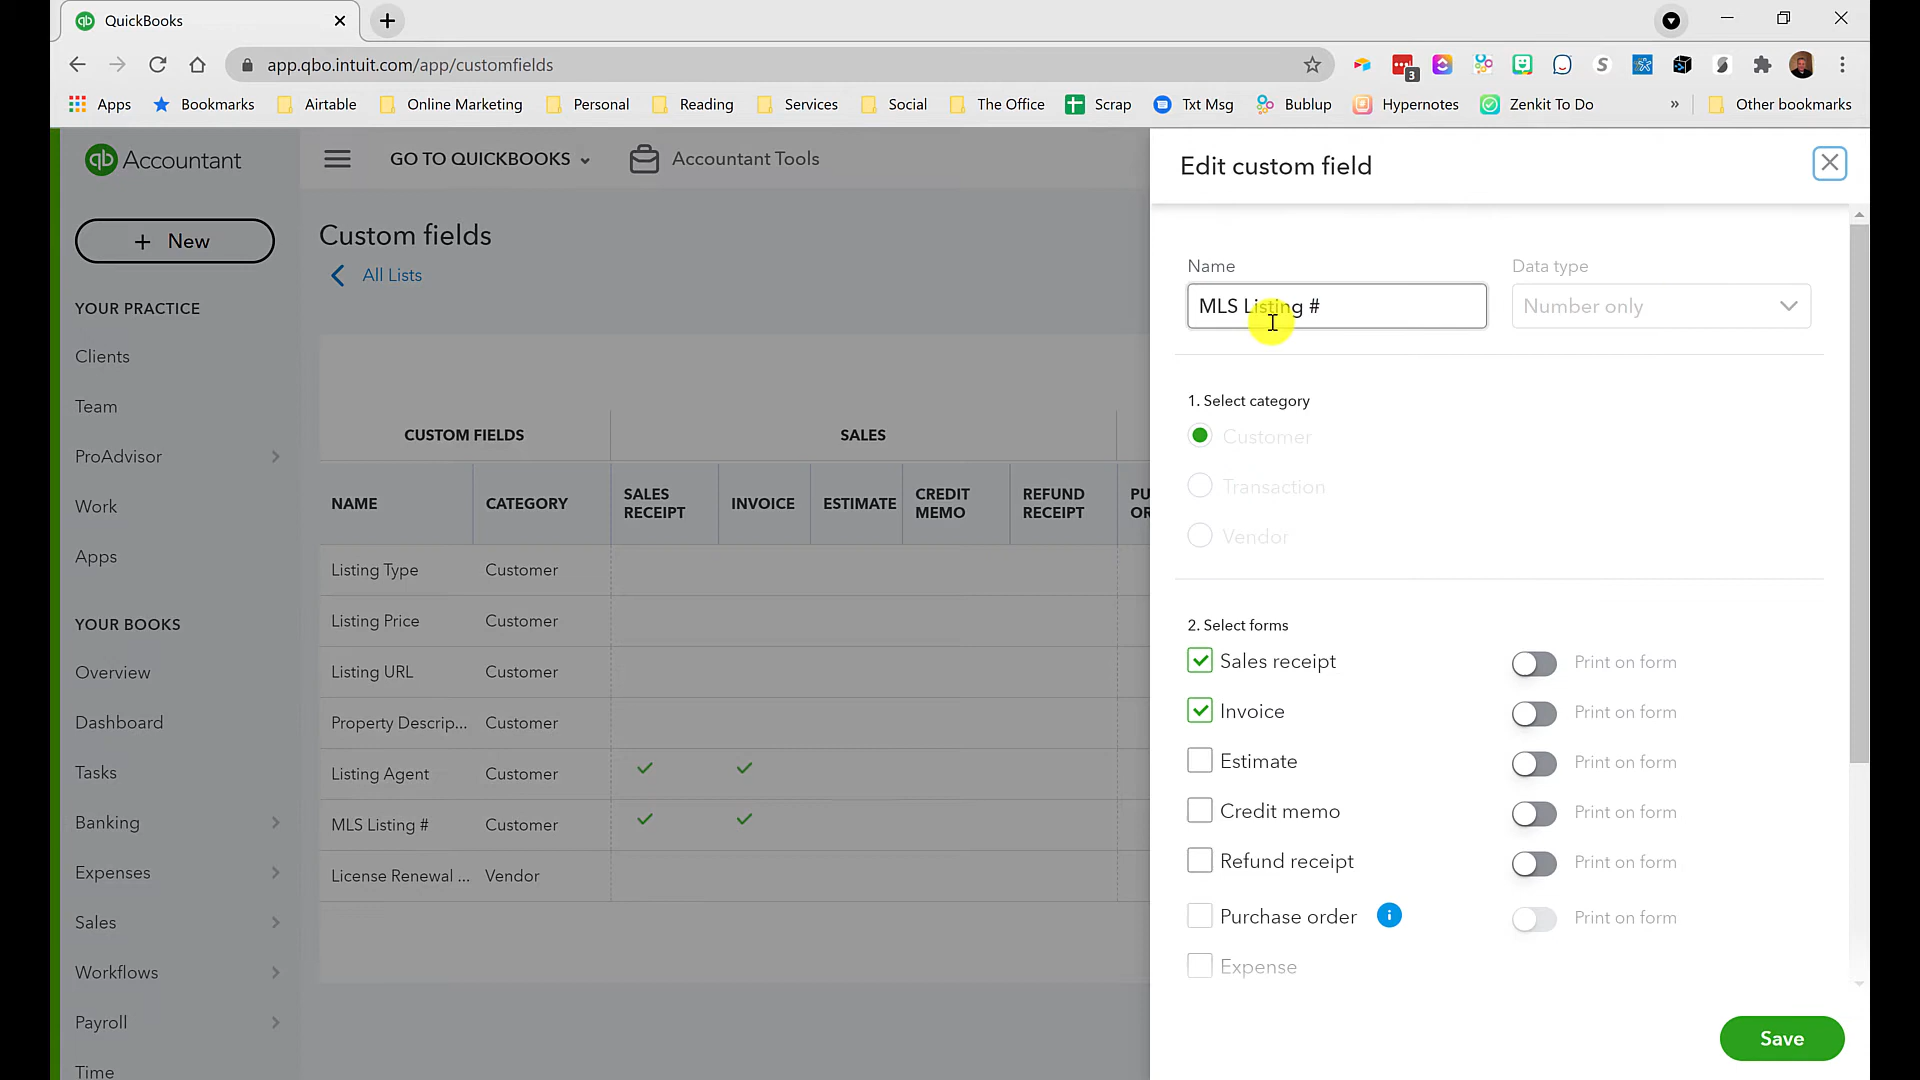 QuickBooks
app.qbo.intuit.com/app/customfields
3
Apps Bookmarks Airtable Online Marketing Personal Reading Services Social The Office Scrap Txt Msg Bublup Hypernotes Zenkit To Do » Other bookmarks
qb Accountant
GO TO QUICKBOOKS
Accountant Tools
+ New
YOUR PRACTICE
Clients
Team
ProAdvisor
Work
Apps
YOUR BOOKS
Overview
Dashboard
Tasks
Banking
Expenses
Sales
Workflows
Payroll
Time
Custom fields
All Lists
CUSTOM FIELDS SALES
NAME CATEGORY SALES RECEIPT INVOICE ESTIMATE CREDIT MEMO REFUND RECEIPT PU OR
Listing Type Customer
Listing Price Customer
Listing URL Customer
Property Descrip... Customer
Listing Agent Customer
MLS Listing # Customer
License Renewal ... Vendor
Edit custom field
Name Data type
MLS Listing # Number only
1. Select category
Customer
Transaction
Vendor
2. Select forms
Sales receipt Print on form
Invoice Print on form
Estimate Print on form
Credit memo Print on form
Refund receipt Print on form
Purchase order i Print on form
Expense
Save